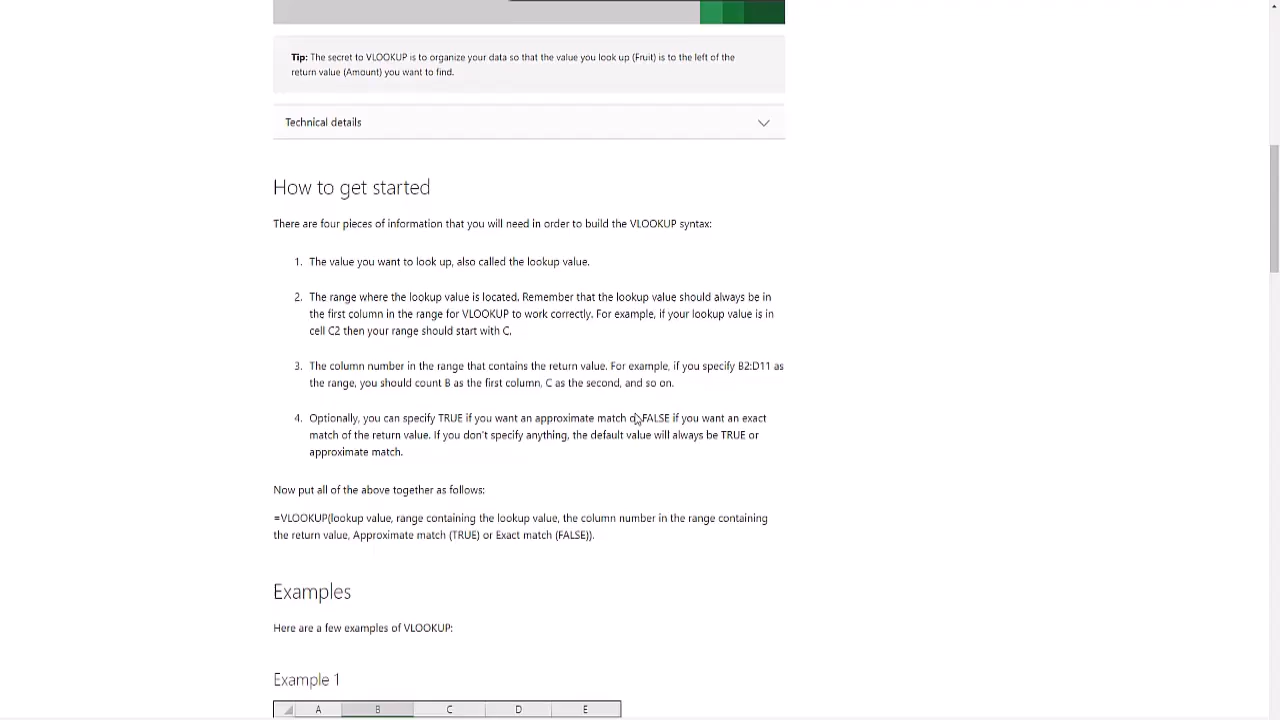 Tip: The secret to VLOOKUP is to organize your data so that the value you look up (Fruit) is to the left of the
return value (Amount) you want to find.
Technical details
How to get started
There are four pieces of information that you will need in order to build the VLOOKUP syntax:
1. The value you want to look up, also called the lookup value.
2. The range where the lookup value is located. Remember that the lookup value should always be in
the first column in the range for VLOOKUP to work correctly. For example, if your lookup value is in
cell C2 then your range should start with C.
3. The column number in the range that contains the return value. For example, if you specify B2:D11 as
the range, you should count B as the first column, C as the second, and so on.
4. Optionally, you can specify TRUE if you want an approximate match or FALSE if you want an exact
match of the return value. If you don't specify anything, the default value will always be TRUE or
approximate match.
Now put all of the above together as follows:
=VLOOKUP(lookup value, range containing the lookup value, the column number in the range containing
the return value, Approximate match (TRUE) or Exact match (FALSE)).
Examples
Here are a few examples of VLOOKUP:
Example 1
A B C D E